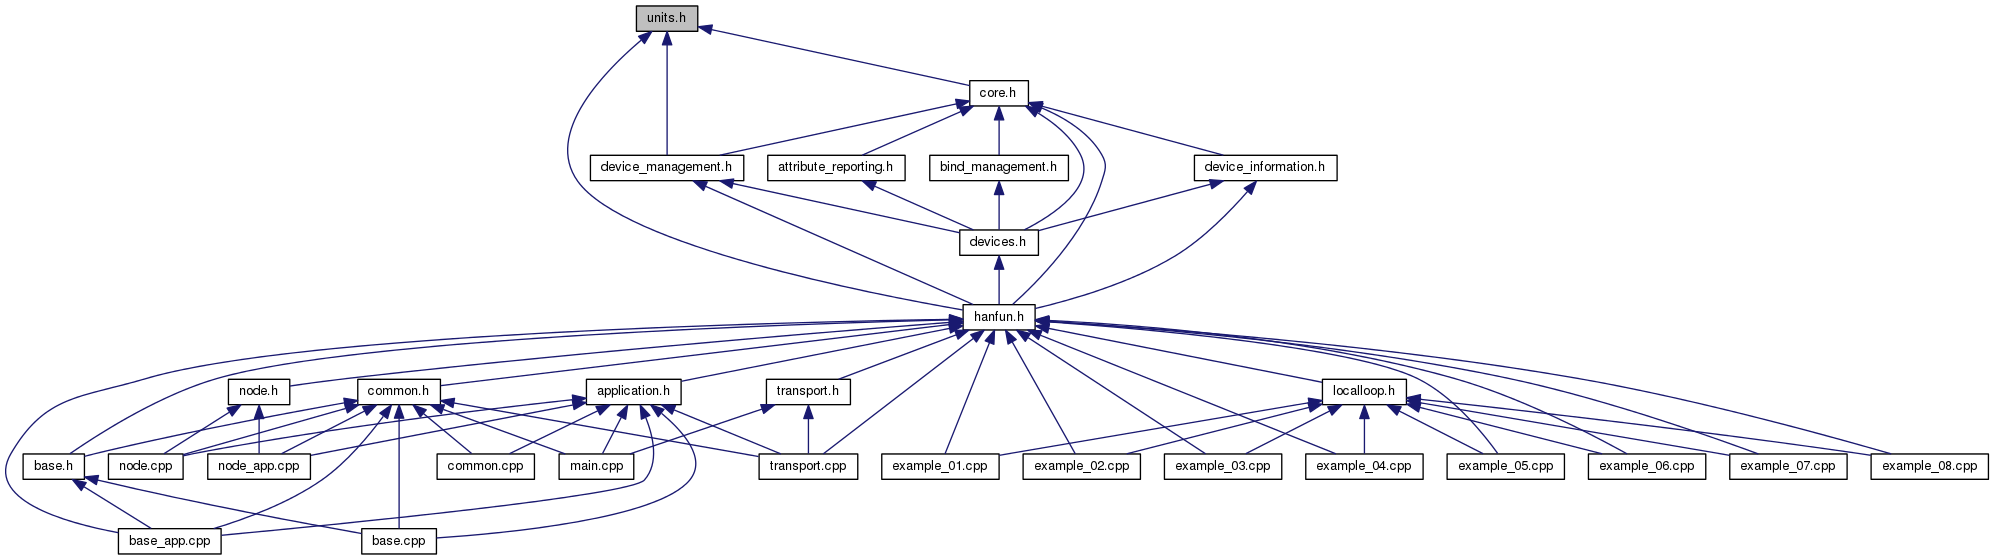 units.h
core.h
device_management.h
attribute_reporting.h
bind_management.h
device_information.h
devices.h
hanfun.h
node.h
common.h
application.h
transport.h
localloop.h
base.h
node.cpp
node_app.cpp
common.cpp
main.cpp
transport.cpp
example_01.cpp
example_02.cpp
example_03.cpp
example_04.cpp
example_05.cpp
example_06.cpp
example_07.cpp
example_08.cpp
base_app.cpp
base.cpp